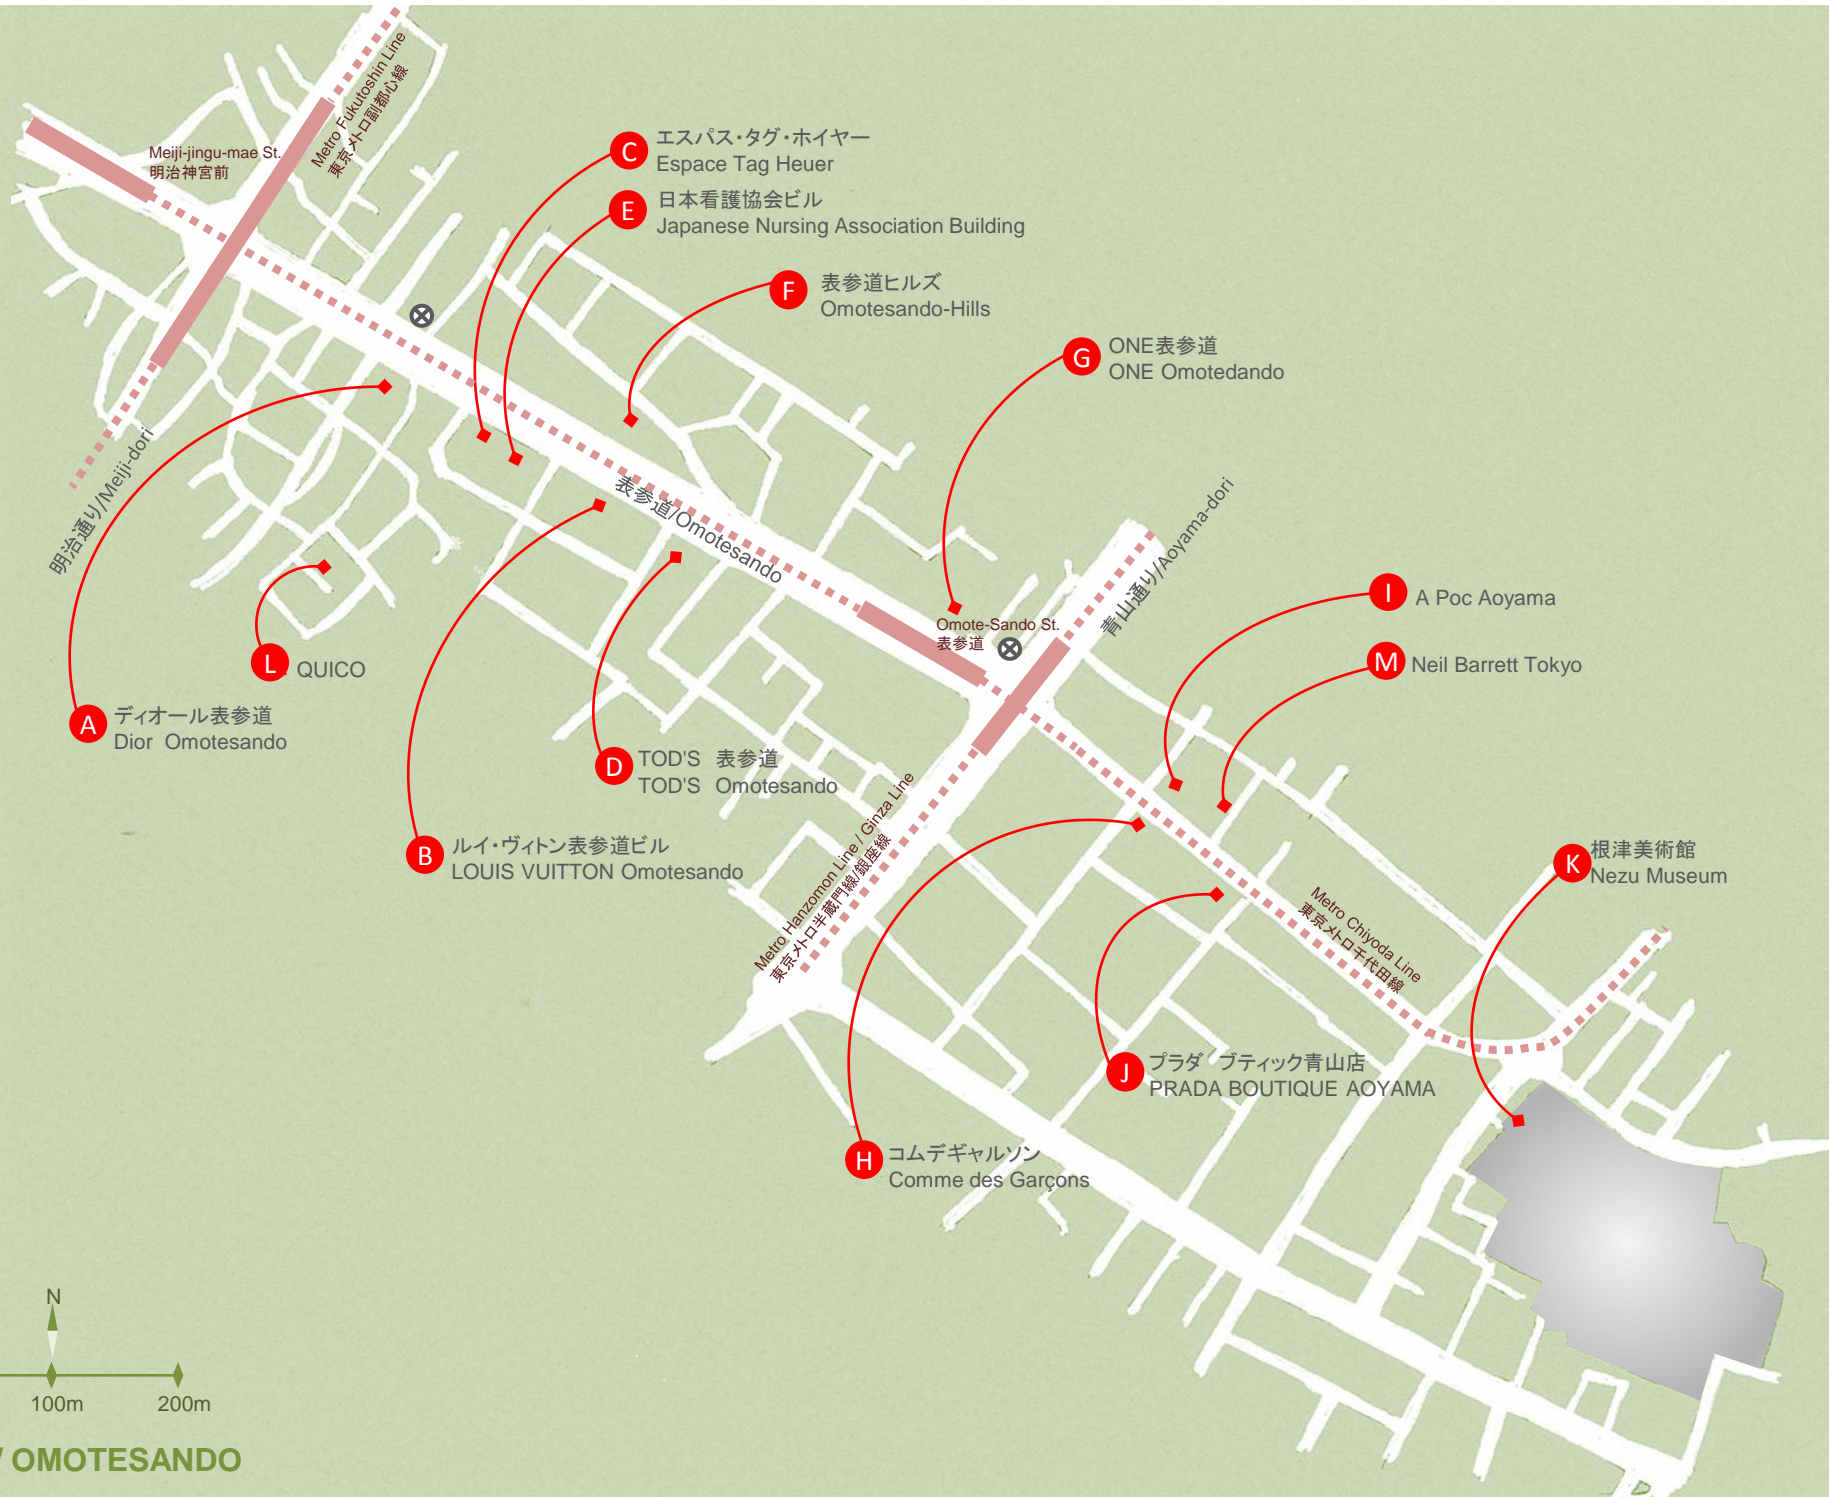 Metro Fukutoshin Line
東京メトロ副都心線
Meiji-jingu-mae St.
明治神宮前
C
エスパス・タグ・ホイヤー
Espace Tag Heuer
E
日本看護協会ビル
Japanese Nursing Association Building
F
表参道ヒルズ
Omotesando-Hills
G
ONE表参道
ONE Omotedando
明治通り/Meiji-dori
表参道/Omotesando
青山通り/Aoyama-dori
Omote-Sando St.
表参道
I
A Poc Aoyama
M
Neil Barrett Tokyo
L
QUICO
A
ディオール表参道
Dior Omotesando
D
TOD'S 表参道
TOD'S Omotesando
B
ルイ・ヴィトン表参道ビル
LOUIS VUITTON Omotesando
Metro Hanzomon Line / Ginza Line
東京メトロ半蔵門線/銀座線
K
根津美術館
Nezu Museum
Metro Chiyoda Line
東京メトロ千代田線
J
プラダ ブティック青山店
PRADA BOUTIQUE AOYAMA
H
コムデギャルソン
Comme des Garçons
N
100m
200m
/ OMOTESANDO